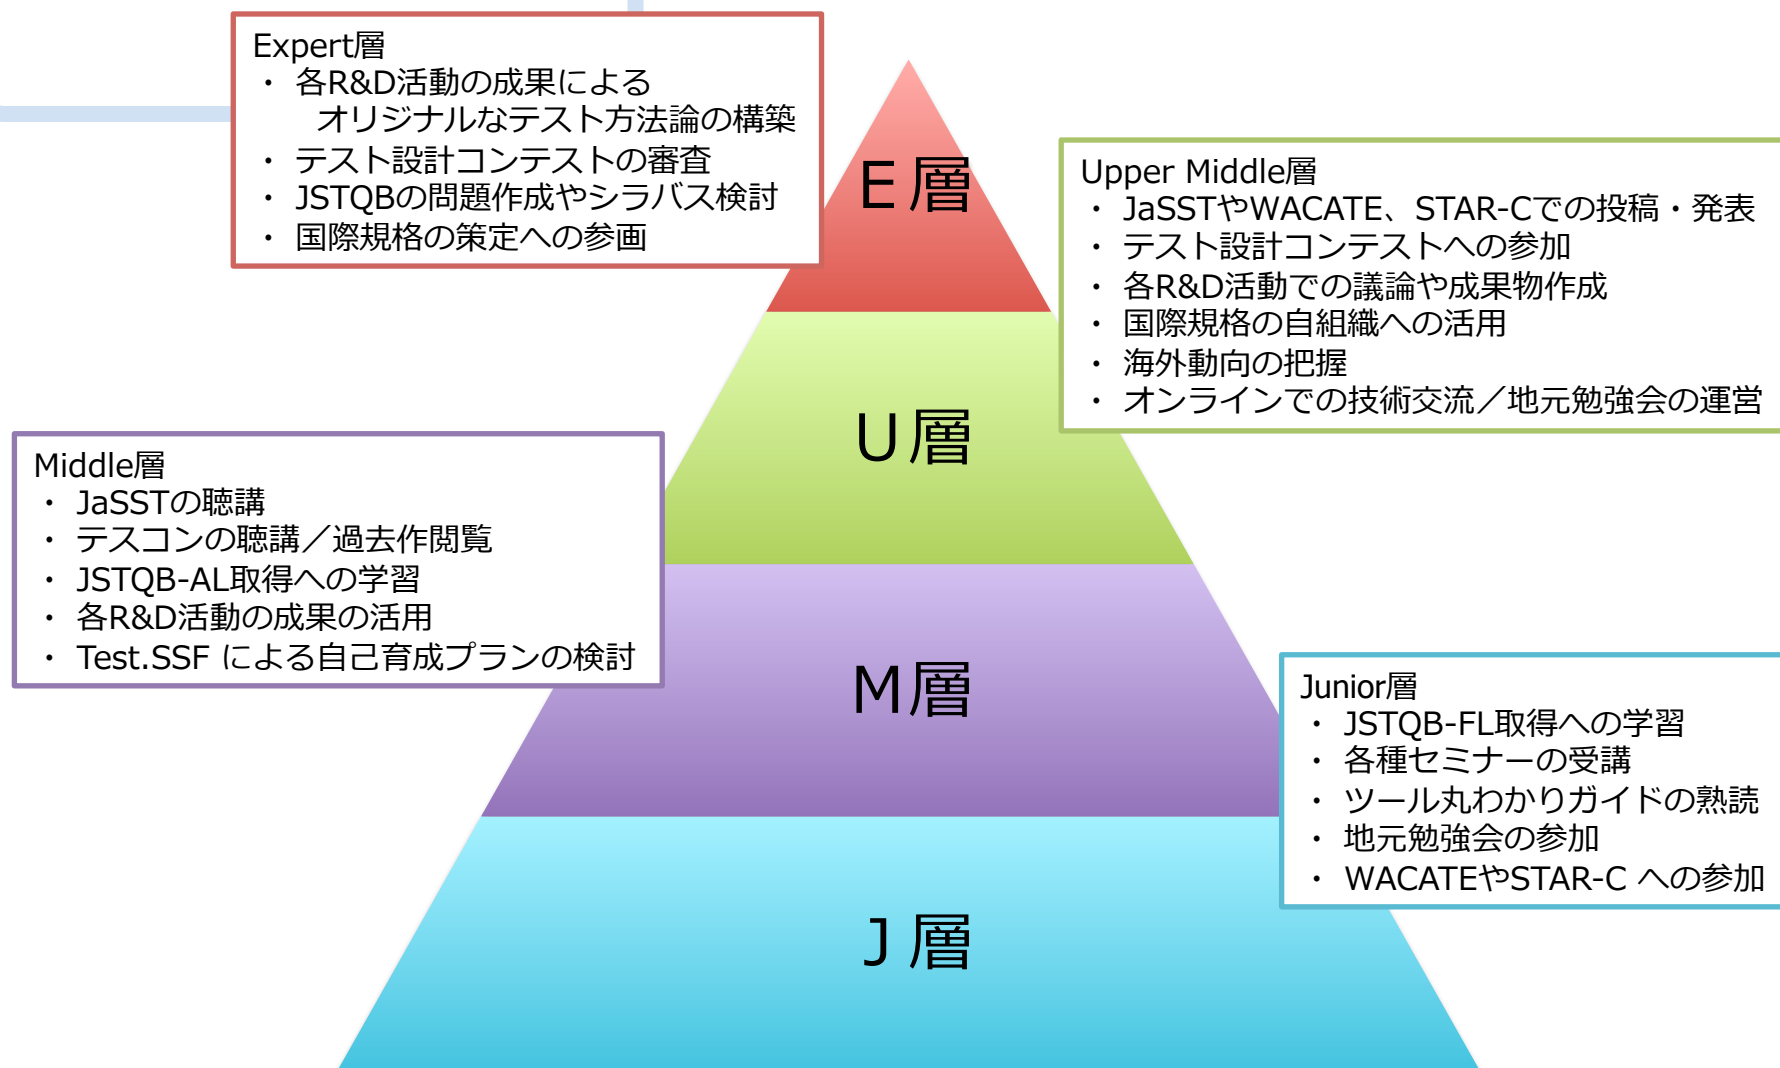 Expert層
・ 各R&D活動の成果による
オリジナルなテスト方法論の構築
・ テスト設計コンテストの審査
・ JSTQBの問題作成やシラバス検討
・ 国際規格の策定への参画
E層
Upper Middle層
・ JaSSTやWACATE、STAR-Cでの投稿・発表
・ テスト設計コンテストへの参加
・ 各R&D活動での議論や成果物作成
・ 国際規格の自組織への活用
・ 海外動向の把握
・ オンラインでの技術交流／地元勉強会の運営
U層
Middle層
・ JaSSTの聴講
・ テスコンの聴講／過去作閲覧
・ JSTQB-AL取得への学習
・ 各R&D活動の成果の活用
・ Test.SSF による自己育成プランの検討
M層
Junior層
・ JSTQB-FL取得への学習
・ 各種セミナーの受講
・ ツール丸わかりガイドの熟読
・ 地元勉強会の参加
・ WACATEやSTAR-C への参加
J層